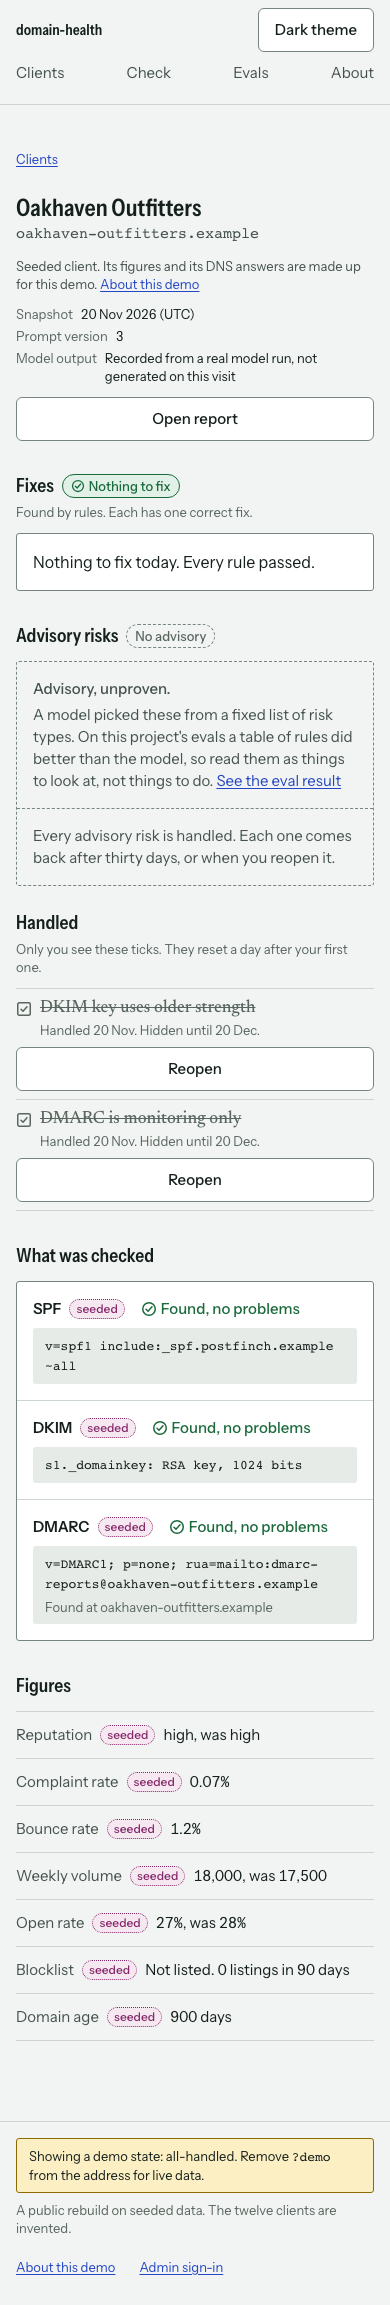 domain-health
Dark theme
Clients Check Evals About
Clients
Oakhaven Outfitters
oakhaven-outfitters.example
Seeded client. Its figures and its DNS answers are made up
for this demo. About this demo
Snapshot 20 Nov 2026 (UTC)
Prompt version 3
Model output Recorded from a real model run, not
generated on this visit
Open report
Fixes Nothing to fix
Found by rules. Each has one correct fix.
Nothing to fix today. Every rule passed.
Advisory risks No advisory
Advisory, unproven.
A model picked these from a fixed list of risk
types. On this project's evals a table of rules did
better than the model, so read them as things
to look at, not things to do. See the eval result
Every advisory risk is handled. Each one comes
back after thirty days, or when you reopen it.
Handled
Only you see these ticks. They reset a day after your first
one.
DKIM key uses older strength
Handled 20 Nov. Hidden until 20 Dec.
Reopen
DMARC is monitoring only
Handled 20 Nov. Hidden until 20 Dec.
Reopen
What was checked
SPF seeded Found, no problems
v=spf1 include:_spf.postfinch.example
~all
DKIM seeded Found, no problems
s1._domainkey: RSA key, 1024 bits
DMARC seeded Found, no problems
v=DMARC1; p=none; rua=mailto:dmarc-
reports@oakhaven-outfitters.example
Found at oakhaven-outfitters.example
Figures
Reputation seeded high, was high
Complaint rate seeded 0.07%
Bounce rate seeded 1.2%
Weekly volume seeded 18,000, was 17,500
Open rate seeded 27%, was 28%
Blocklist seeded Not listed. 0 listings in 90 days
Domain age seeded 900 days
Showing a demo state: all-handled. Remove ?demo
from the address for live data.
A public rebuild on seeded data. The twelve clients are
invented.
About this demo Admin sign-in